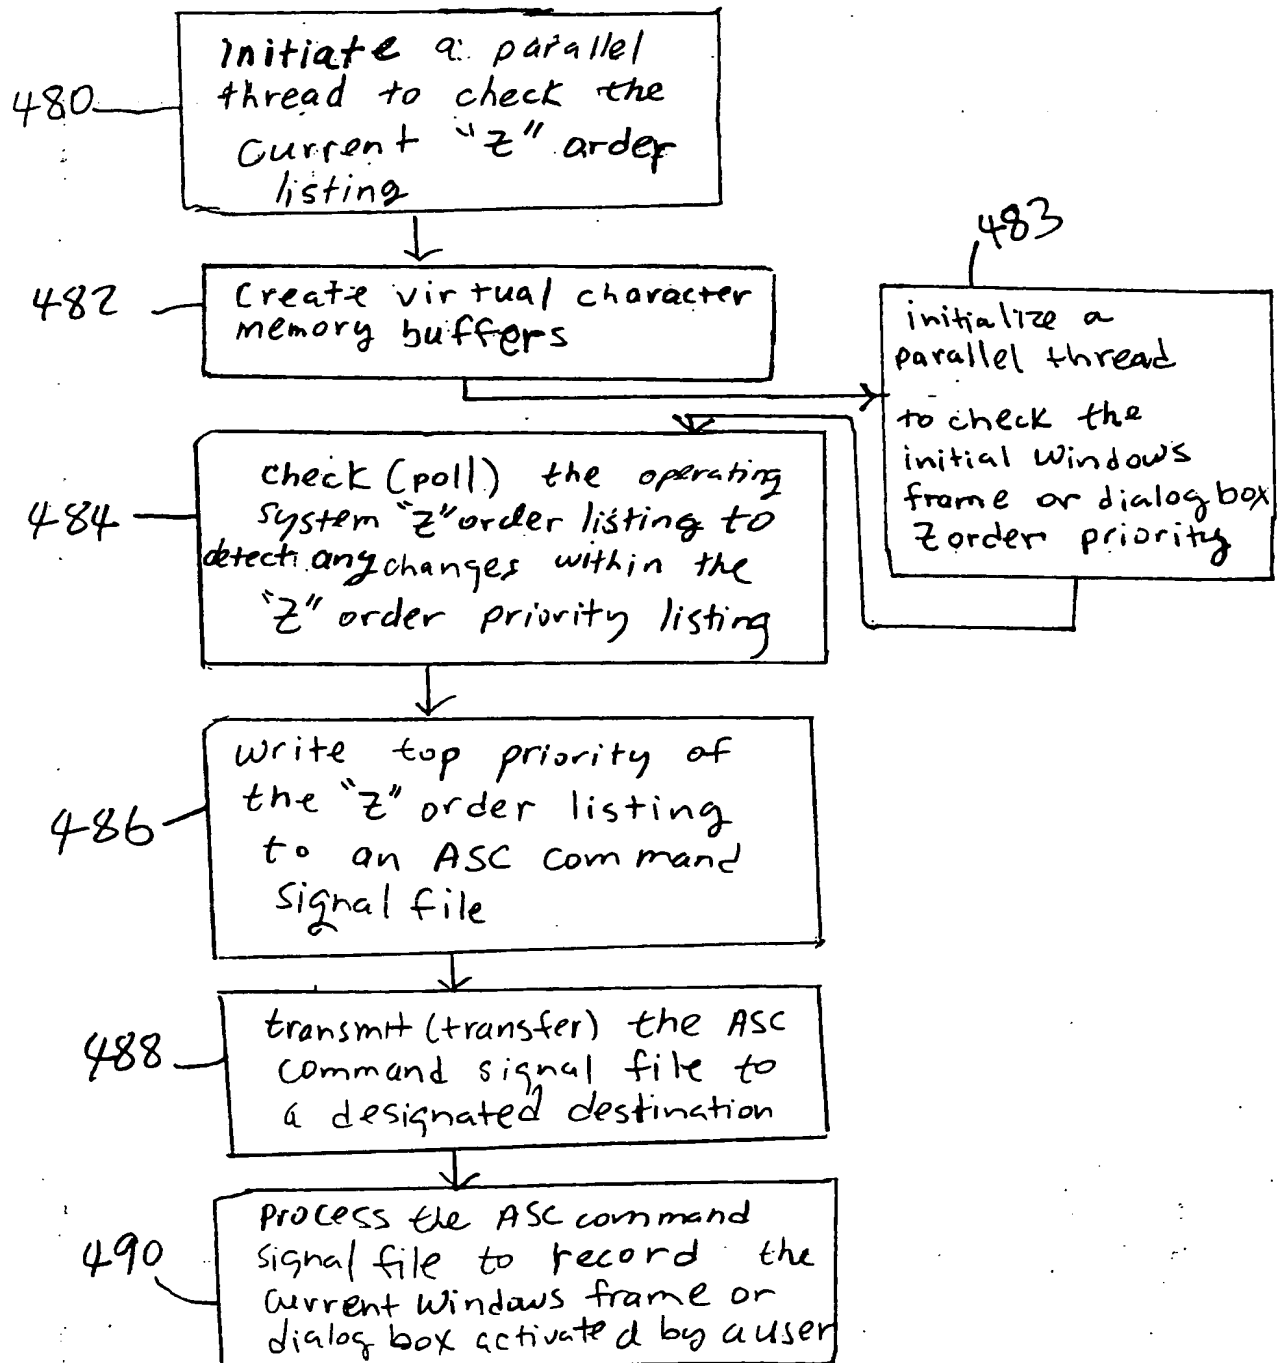 480
Initiate a parallel
thread to check the
Current "Z" order
listing
482
Create virtual character
memory buffers
483
initialize a
parallel thread
to check the
initial Windows
frame or dialog box
Z order priority
484
check (poll) the operating
system "Z" order listing to
detect any changes within the
"Z" order priority listing
486
Write top priority of
the "Z" order listing
to an ASC command
signal file
488
transmit (transfer) the ASC
command signal file to
a designated destination
490
Process the ASC command
signal file to record the
current Windows frame or
dialog box activated by a user